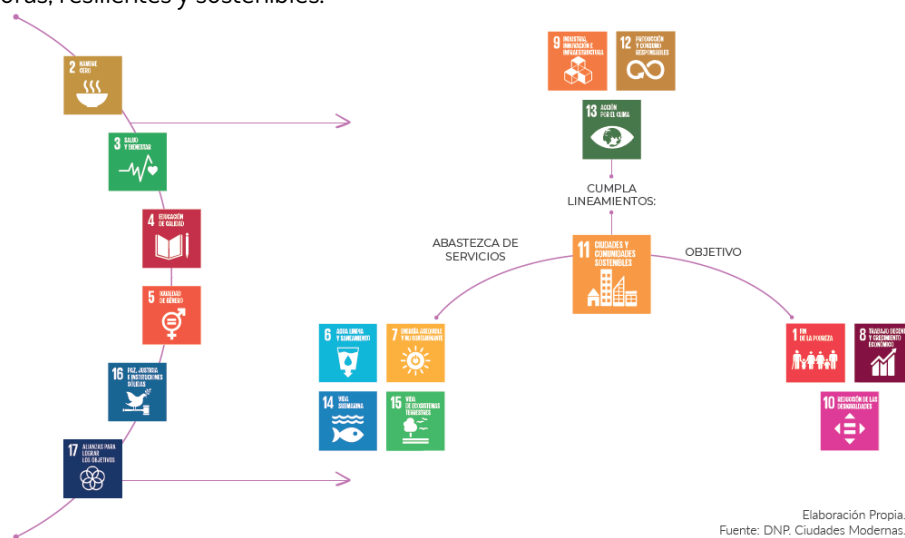 oras, resilientes y sostenibles.
2 HAMBRE
CERO
3 SALUD
Y BIENESTAR
4 EDUCACIÓN
DE CALIDAD
5 IGUALDAD
DE GÉNERO
16 PAZ, JUSTICIA
E INSTITUCIONES
SÓLIDAS
17 ALIANZAS PARA
LOGRAR
LOS OBJETIVOS
9 INDUSTRIA,
INNOVACIÓN E
INFRAESTRUCTURA
12 PRODUCCIÓN
Y CONSUMO
RESPONSABLES
13 ACCIÓN
POR EL CLIMA
CUMPLA
LINEAMIENTOS:
11 CIUDADES Y
COMUNIDADES
SOSTENIBLES
ABASTEZCA DE
SERVICIOS
OBJETIVO
6 AGUA LIMPIA
Y SANEAMIENTO
7 ENERGÍA ASEQUIBLE
Y NO CONTAMINANTE
14 VIDA
SUBMARINA
15 VIDA
DE ECOSISTEMAS
TERRESTRES
1 FIN
DE LA POBREZA
8 TRABAJO DECEN
Y CRECIMIENTO
ECONÓMICO
10 REDUCCIÓN DE LAS
DESIGUALDADES
Elaboración Propia.
Fuente: DNP. Ciudades Modernas.